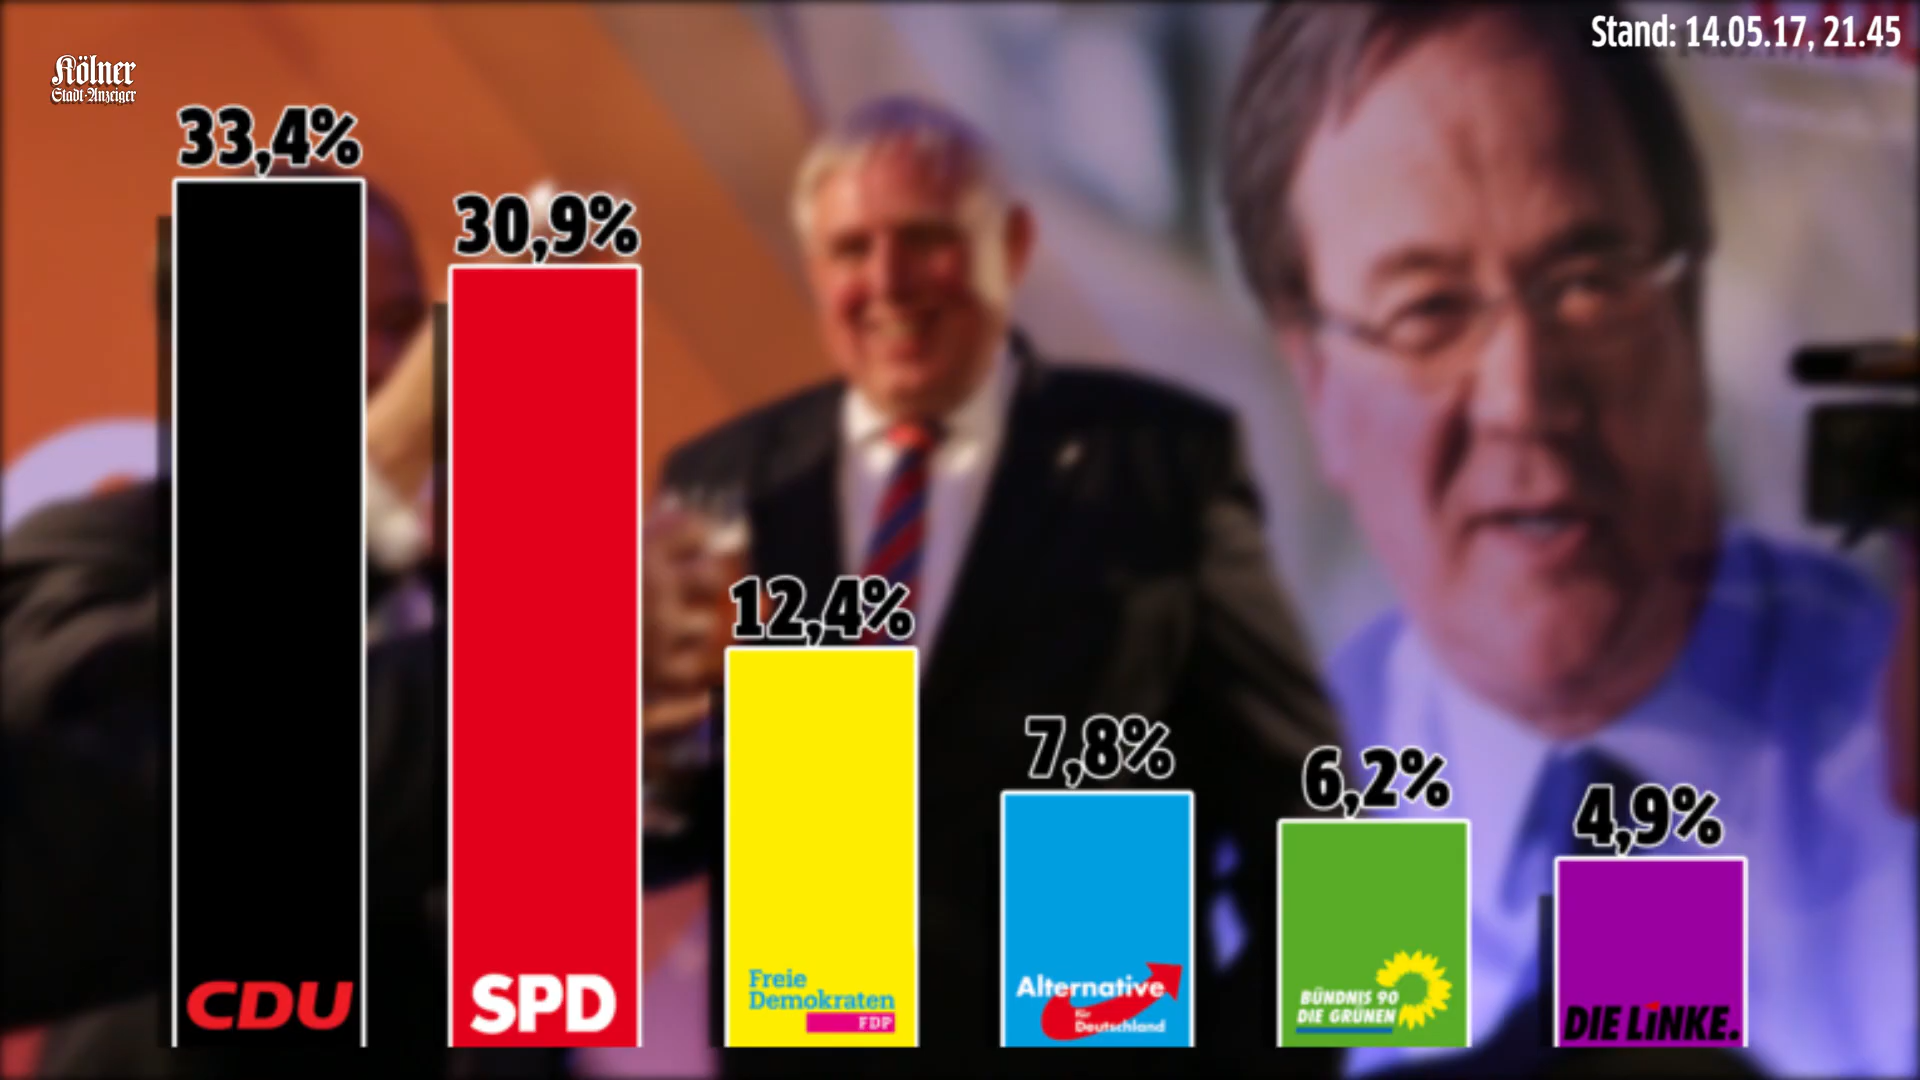 Stand: 14.05.17, 21.45
Kölner
Stadt-Anzeiger
33,4%
30,9%
12,4%
7,8%
6,2%
4,9%
CDU
SPD
Freie
Demokraten
FDP
Alternative
für
Deutschland
BÜNDNIS 90
DIE GRÜNEN
DIE LINKE.